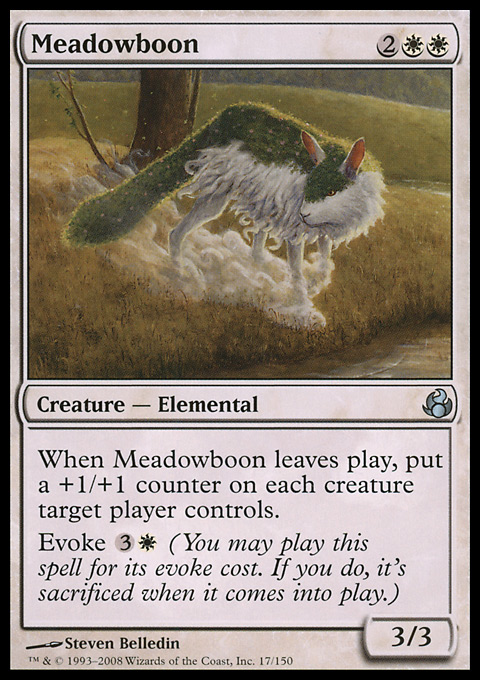 Meadowboon 2
Creature — Elemental
When Meadowboon leaves play, put
a +1/+1 counter on each creature
target player controls.
Evoke 3 (You may play this
spell for its evoke cost. If you do, it's
sacrificed when it comes into play.)
3/3
Steven Belledin
™ & © 1993–2008 Wizards of the Coast, Inc. 17/150